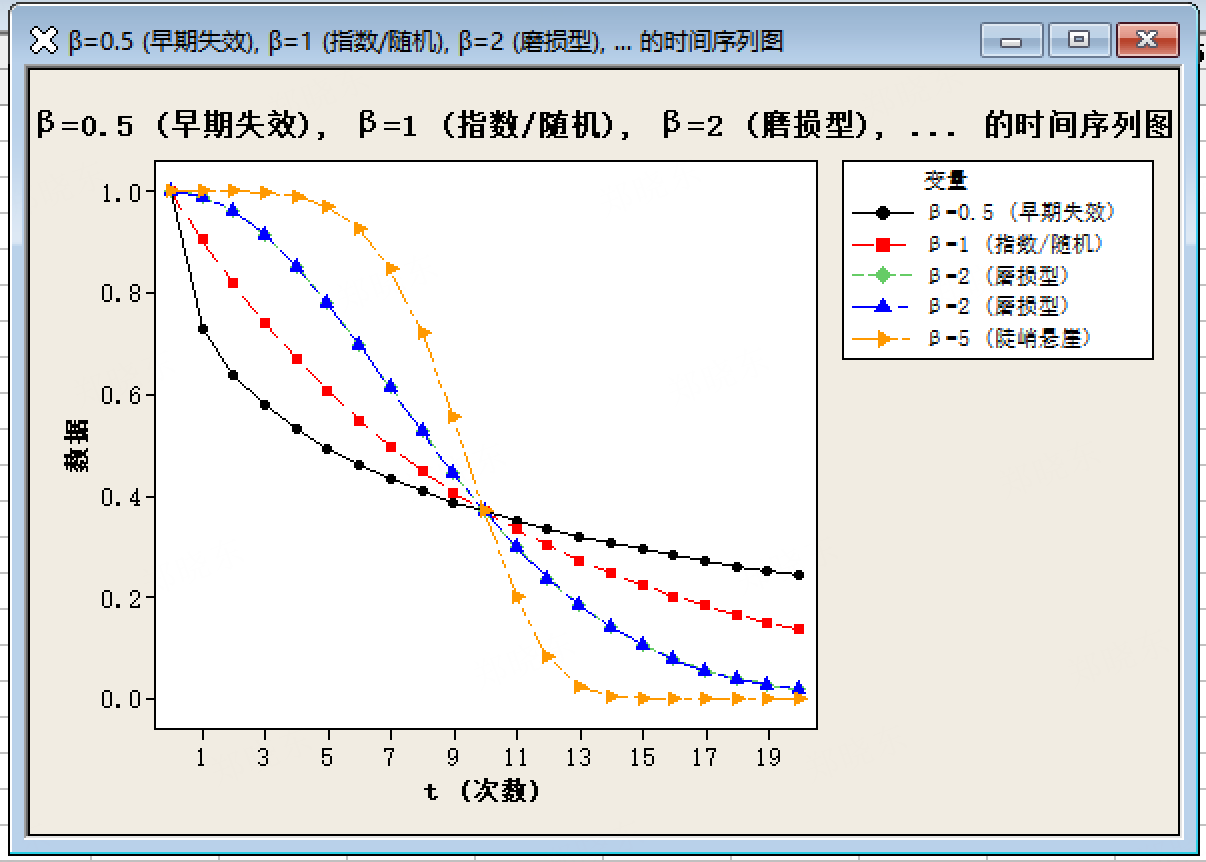 β=0.5 (早期失效), β=1 (指数/随机), β=2 (磨损型), ... 的时间序列图
β=0.5 (早期失效), β=1 (指数/随机), β=2 (磨损型), ... 的时间序列图
变量
β=0.5 (早期失效)
β=1 (指数/随机)
β=2 (磨损型)
β=2 (磨损型)
β=5 (陡峭悬崖)
数据
1.0
0.8
0.6
0.4
0.2
0.0
1 3 5 7 9 11 13 15 17 19
t (次数)